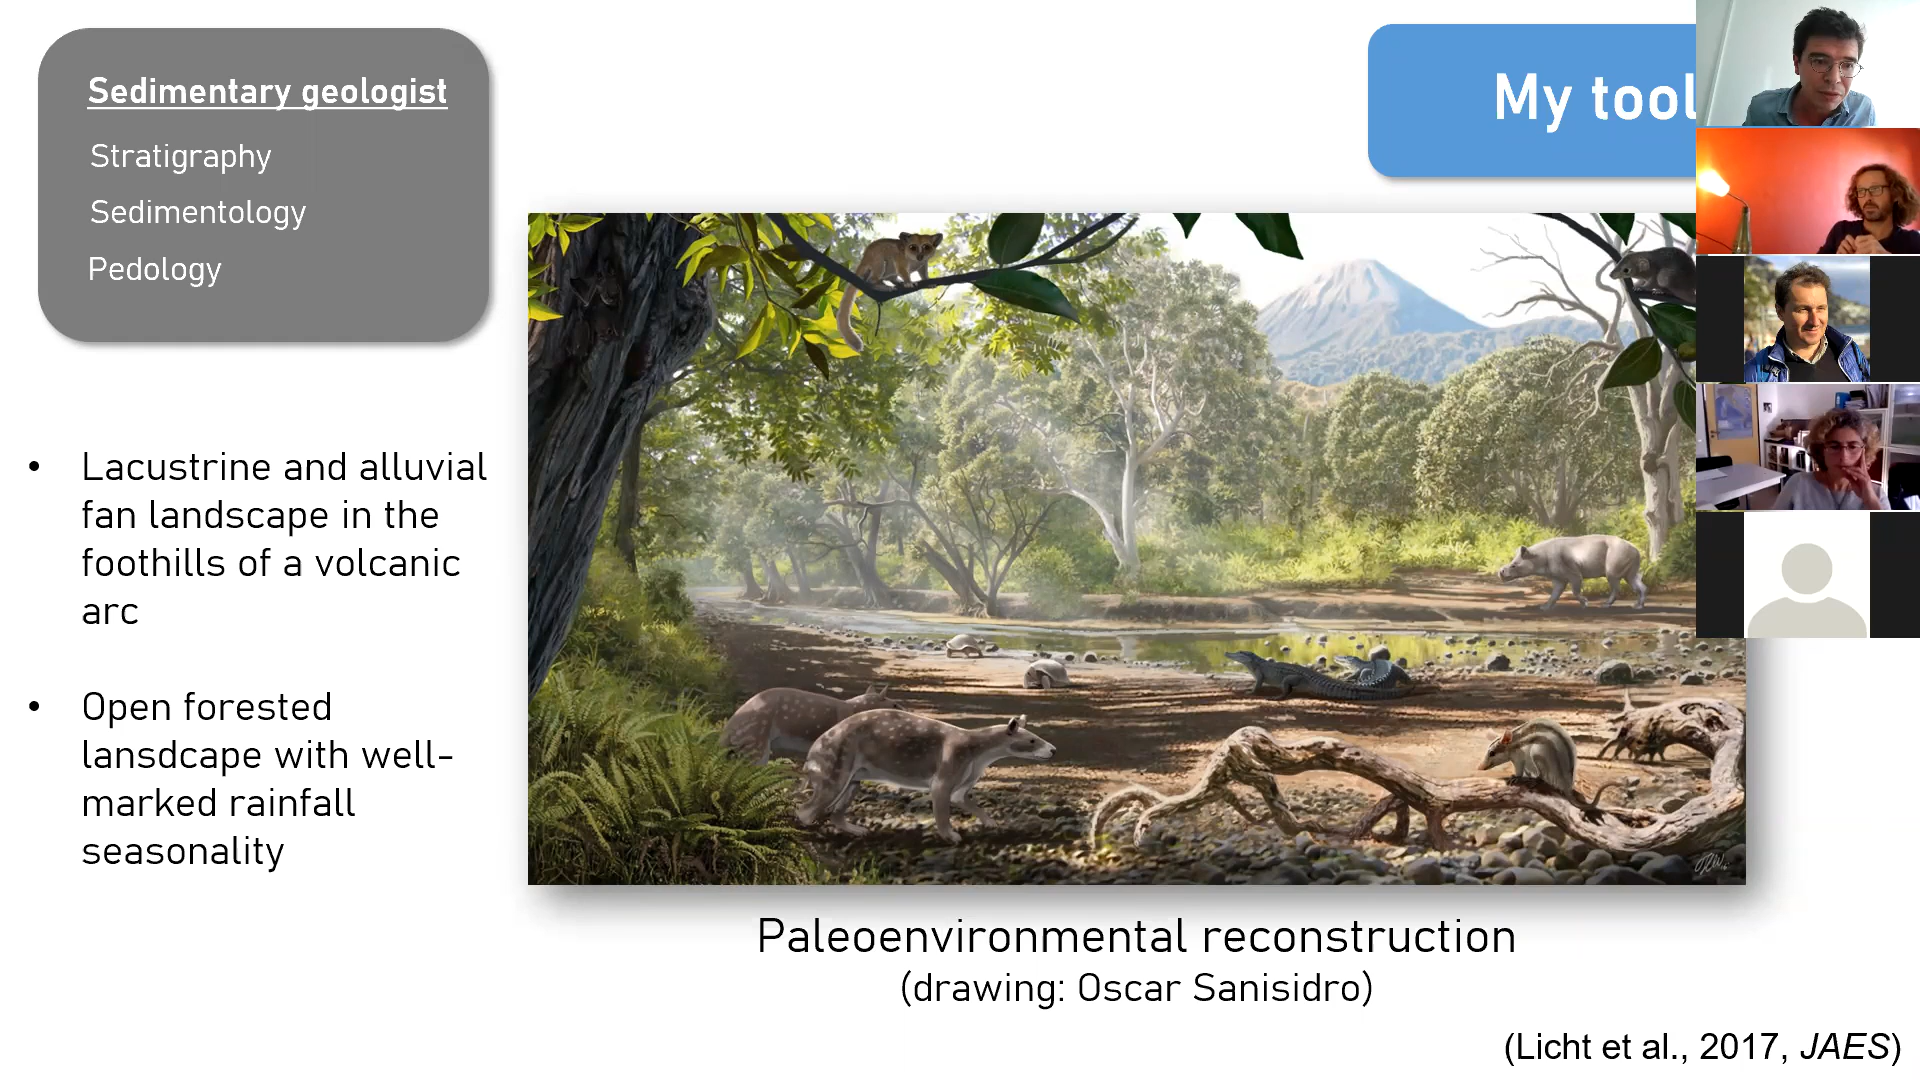 Sedimentary geologist
Stratigraphy
Sedimentology
Pedology
My tool
• Lacustrine and alluvial
fan landscape in the
foothills of a volcanic
arc
• Open forested
lansdcape with well-
marked rainfall
seasonality
Paleoenvironmental reconstruction
(drawing: Oscar Sanisidro)
(Licht et al., 2017, JAES)